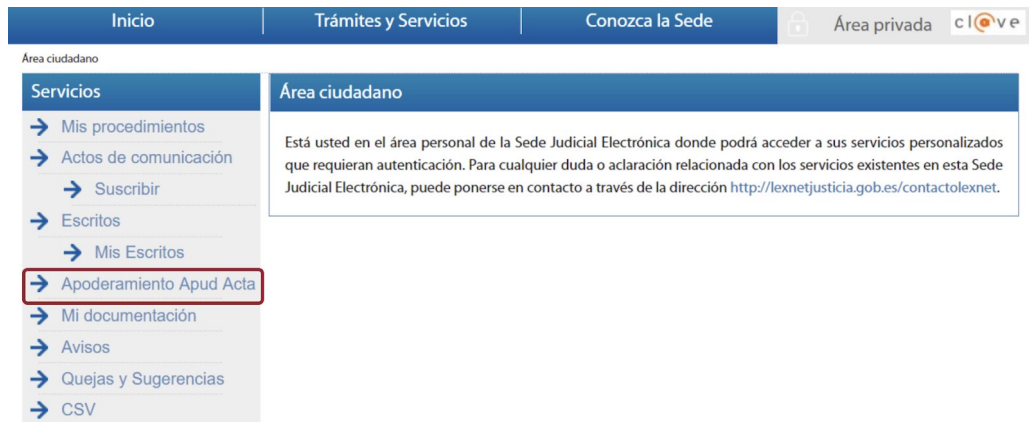 Inicio
Trámites y Servicios
Conozca la Sede
Área privada
cl@ve
Área ciudadano
Servicios
Mis procedimientos
Actos de comunicación
Suscribir
Escritos
Mis Escritos
Apoderamiento Apud Acta
Mi documentación
Avisos
Quejas y Sugerencias
CSV
Área ciudadano
Está usted en el área personal de la Sede Judicial Electrónica donde podrá acceder a sus servicios personalizados
que requieran autenticación. Para cualquier duda o aclaración relacionada con los servicios existentes en esta Sede
Judicial Electrónica, puede ponerse en contacto a través de la dirección http://lexnetjusticia.gob.es/contactolexnet.